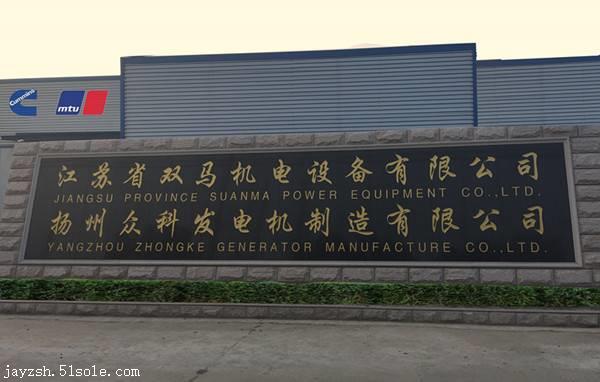 Cummins
mtu
江苏省双马机电设备有限公司
JIANGSU PROVINCE SUANMA POWER EQUIPMENT CO.,LTD.
扬州众科发电机制造有限公司
YANGZHOU ZHONGKE GENERATOR MANUFACTURE CO.,LTD.
jayzsh.51sole.com